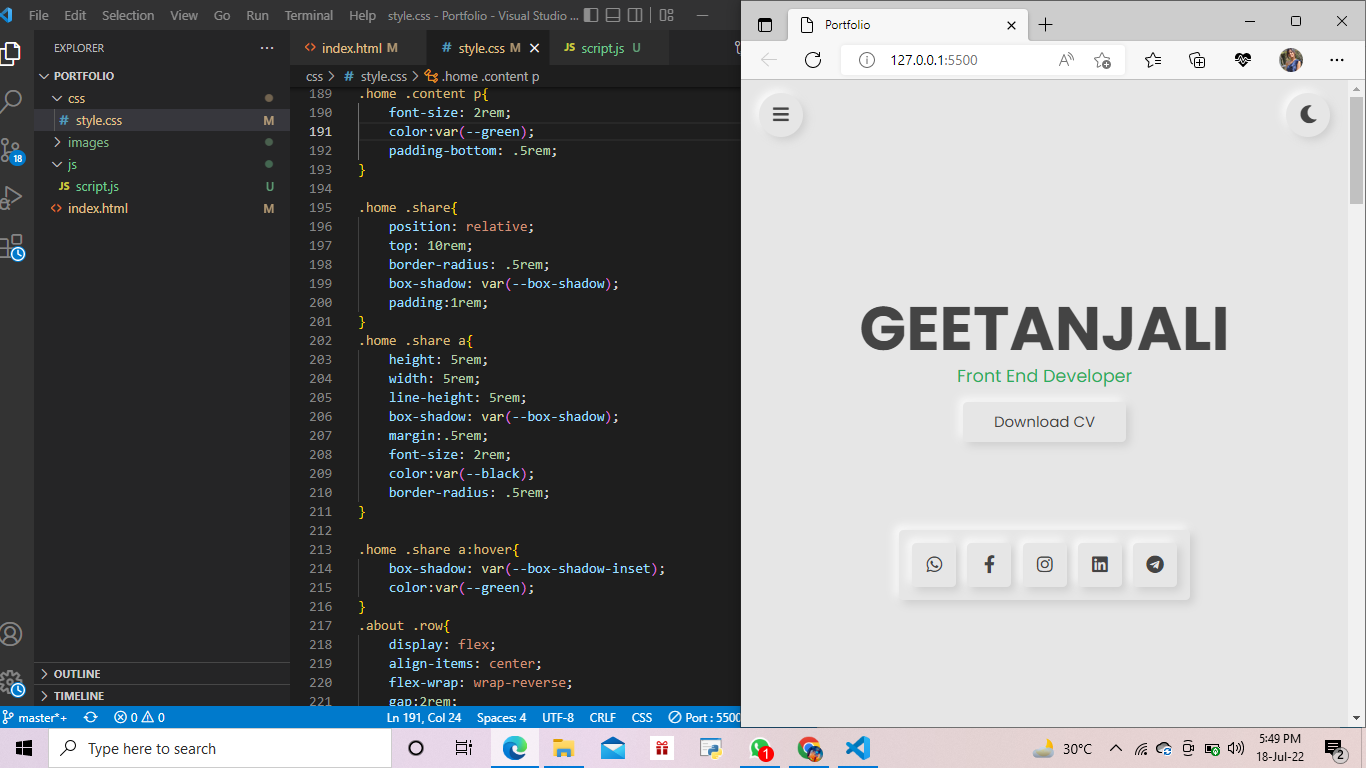 File Edit Selection View Go Run Terminal Help style.css - Portfolio - Visual Studio ...
EXPLORER
PORTFOLIO
css
# style.css M
images
js
JS script.js U
index.html M
18
OUTLINE
TIMELINE
index.html M # style.css M JS script.js U
css > # style.css > .home .content p
189 .home .content p{
190 font-size: 2rem;
191 color:var(--green);
192 padding-bottom: .5rem;
193 }
194
195 .home .share{
196 position: relative;
197 top: 10rem;
198 border-radius: .5rem;
199 box-shadow: var(--box-shadow);
200 padding:1rem;
201 }
202 .home .share a{
203 height: 5rem;
204 width: 5rem;
205 line-height: 5rem;
206 box-shadow: var(--box-shadow);
207 margin:.5rem;
208 font-size: 2rem;
209 color:var(--black);
210 border-radius: .5rem;
211 }
212
213 .home .share a:hover{
214 box-shadow: var(--box-shadow-inset);
215 color:var(--green);
216 }
217 .about .row{
218 display: flex;
219 align-items: center;
220 flex-wrap: wrap-reverse;
221 gap:2rem;
master*+ 0 0 Ln 191, Col 24 Spaces: 4 UTF-8 CRLF CSS Port : 5500
Portfolio
127.0.0.1:5500
GEETANJALI
Front End Developer
Download CV
Type here to search
1
30°C
5:49 PM
18-Jul-22
2